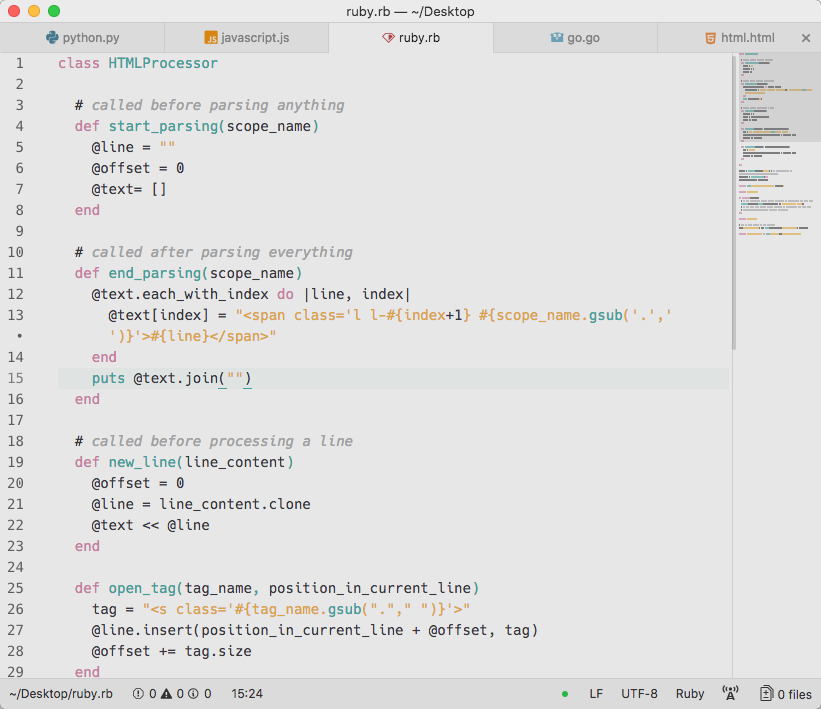 ruby.rb — ~/Desktop
python.py
javascript.js
ruby.rb
go.go
html.html
1 class HTMLProcessor
2
3   # called before parsing anything
4   def start_parsing(scope_name)
5     @line = ""
6     @offset = 0
7     @text= []
8   end
9
10   # called after parsing everything
11   def end_parsing(scope_name)
12     @text.each_with_index do |line, index|
13       @text[index] = "<span class='l l-#{index+1} #{scope_name.gsub('.','
•       ')}'>#{line}</span>"
14     end
15     puts @text.join("")
16   end
17
18   # called before processing a line
19   def new_line(line_content)
20     @offset = 0
21     @line = line_content.clone
22     @text << @line
23   end
24
25   def open_tag(tag_name, position_in_current_line)
26     tag = "<s class='#{tag_name.gsub("."," ")}'>"
27     @line.insert(position_in_current_line + @offset, tag)
28     @offset += tag.size
29   end
~/Desktop/ruby.rb 0 0 0 15:24 LF UTF-8 Ruby 0 files